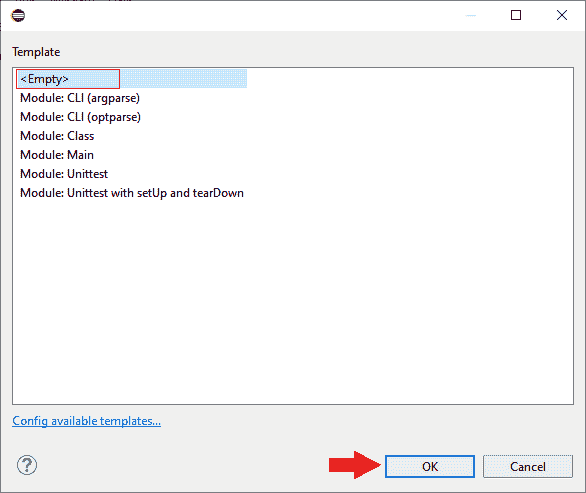 Template
<Empty>
Module: CLI (argparse)
Module: CLI (optparse)
Module: Class
Module: Main
Module: Unittest
Module: Unittest with setUp and tearDown
Config available templates...
?
OK
Cancel